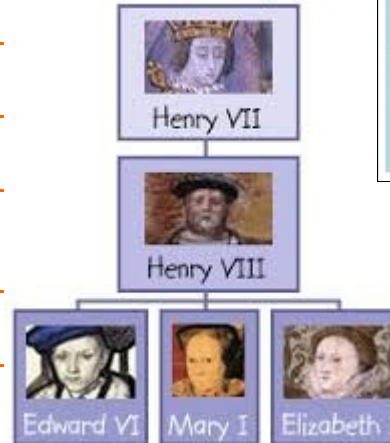 Henry VII
Henry VIII
Edward VI
Mary I
Elizabeth